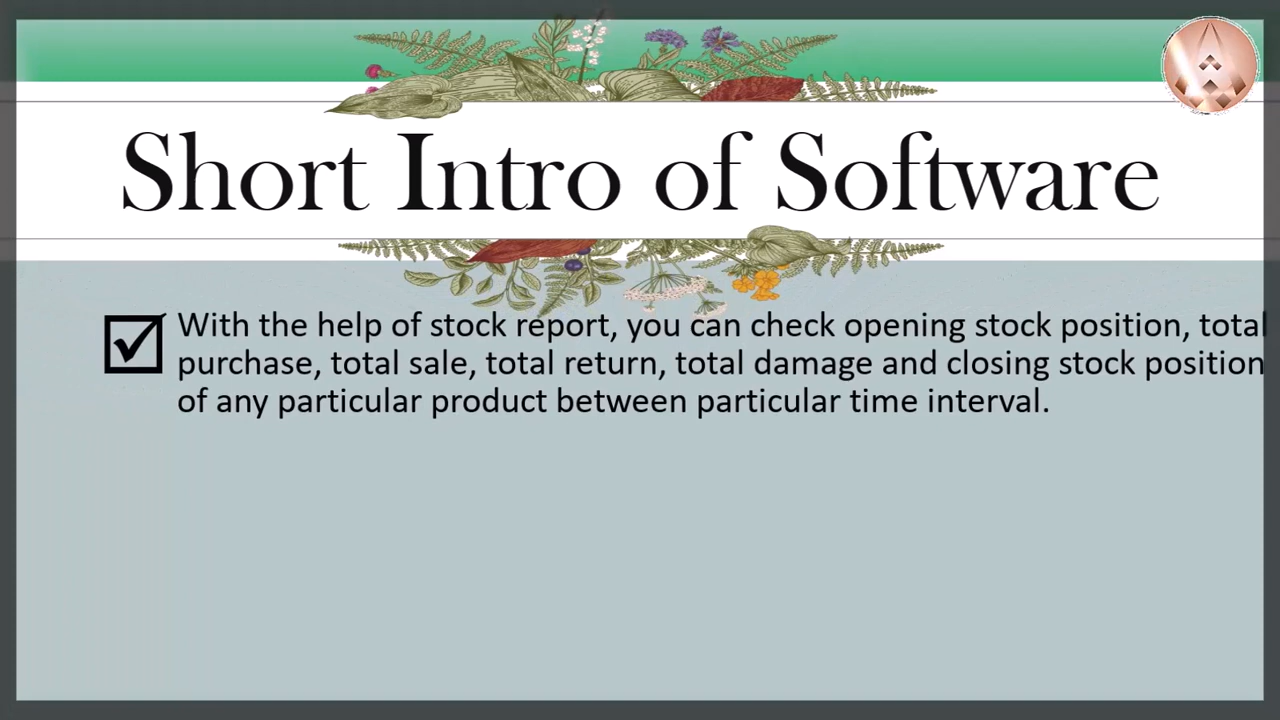 Short Intro of Software
With the help of stock report, you can check opening stock position, total
purchase, total sale, total return, total damage and closing stock position
of any particular product between particular time interval.